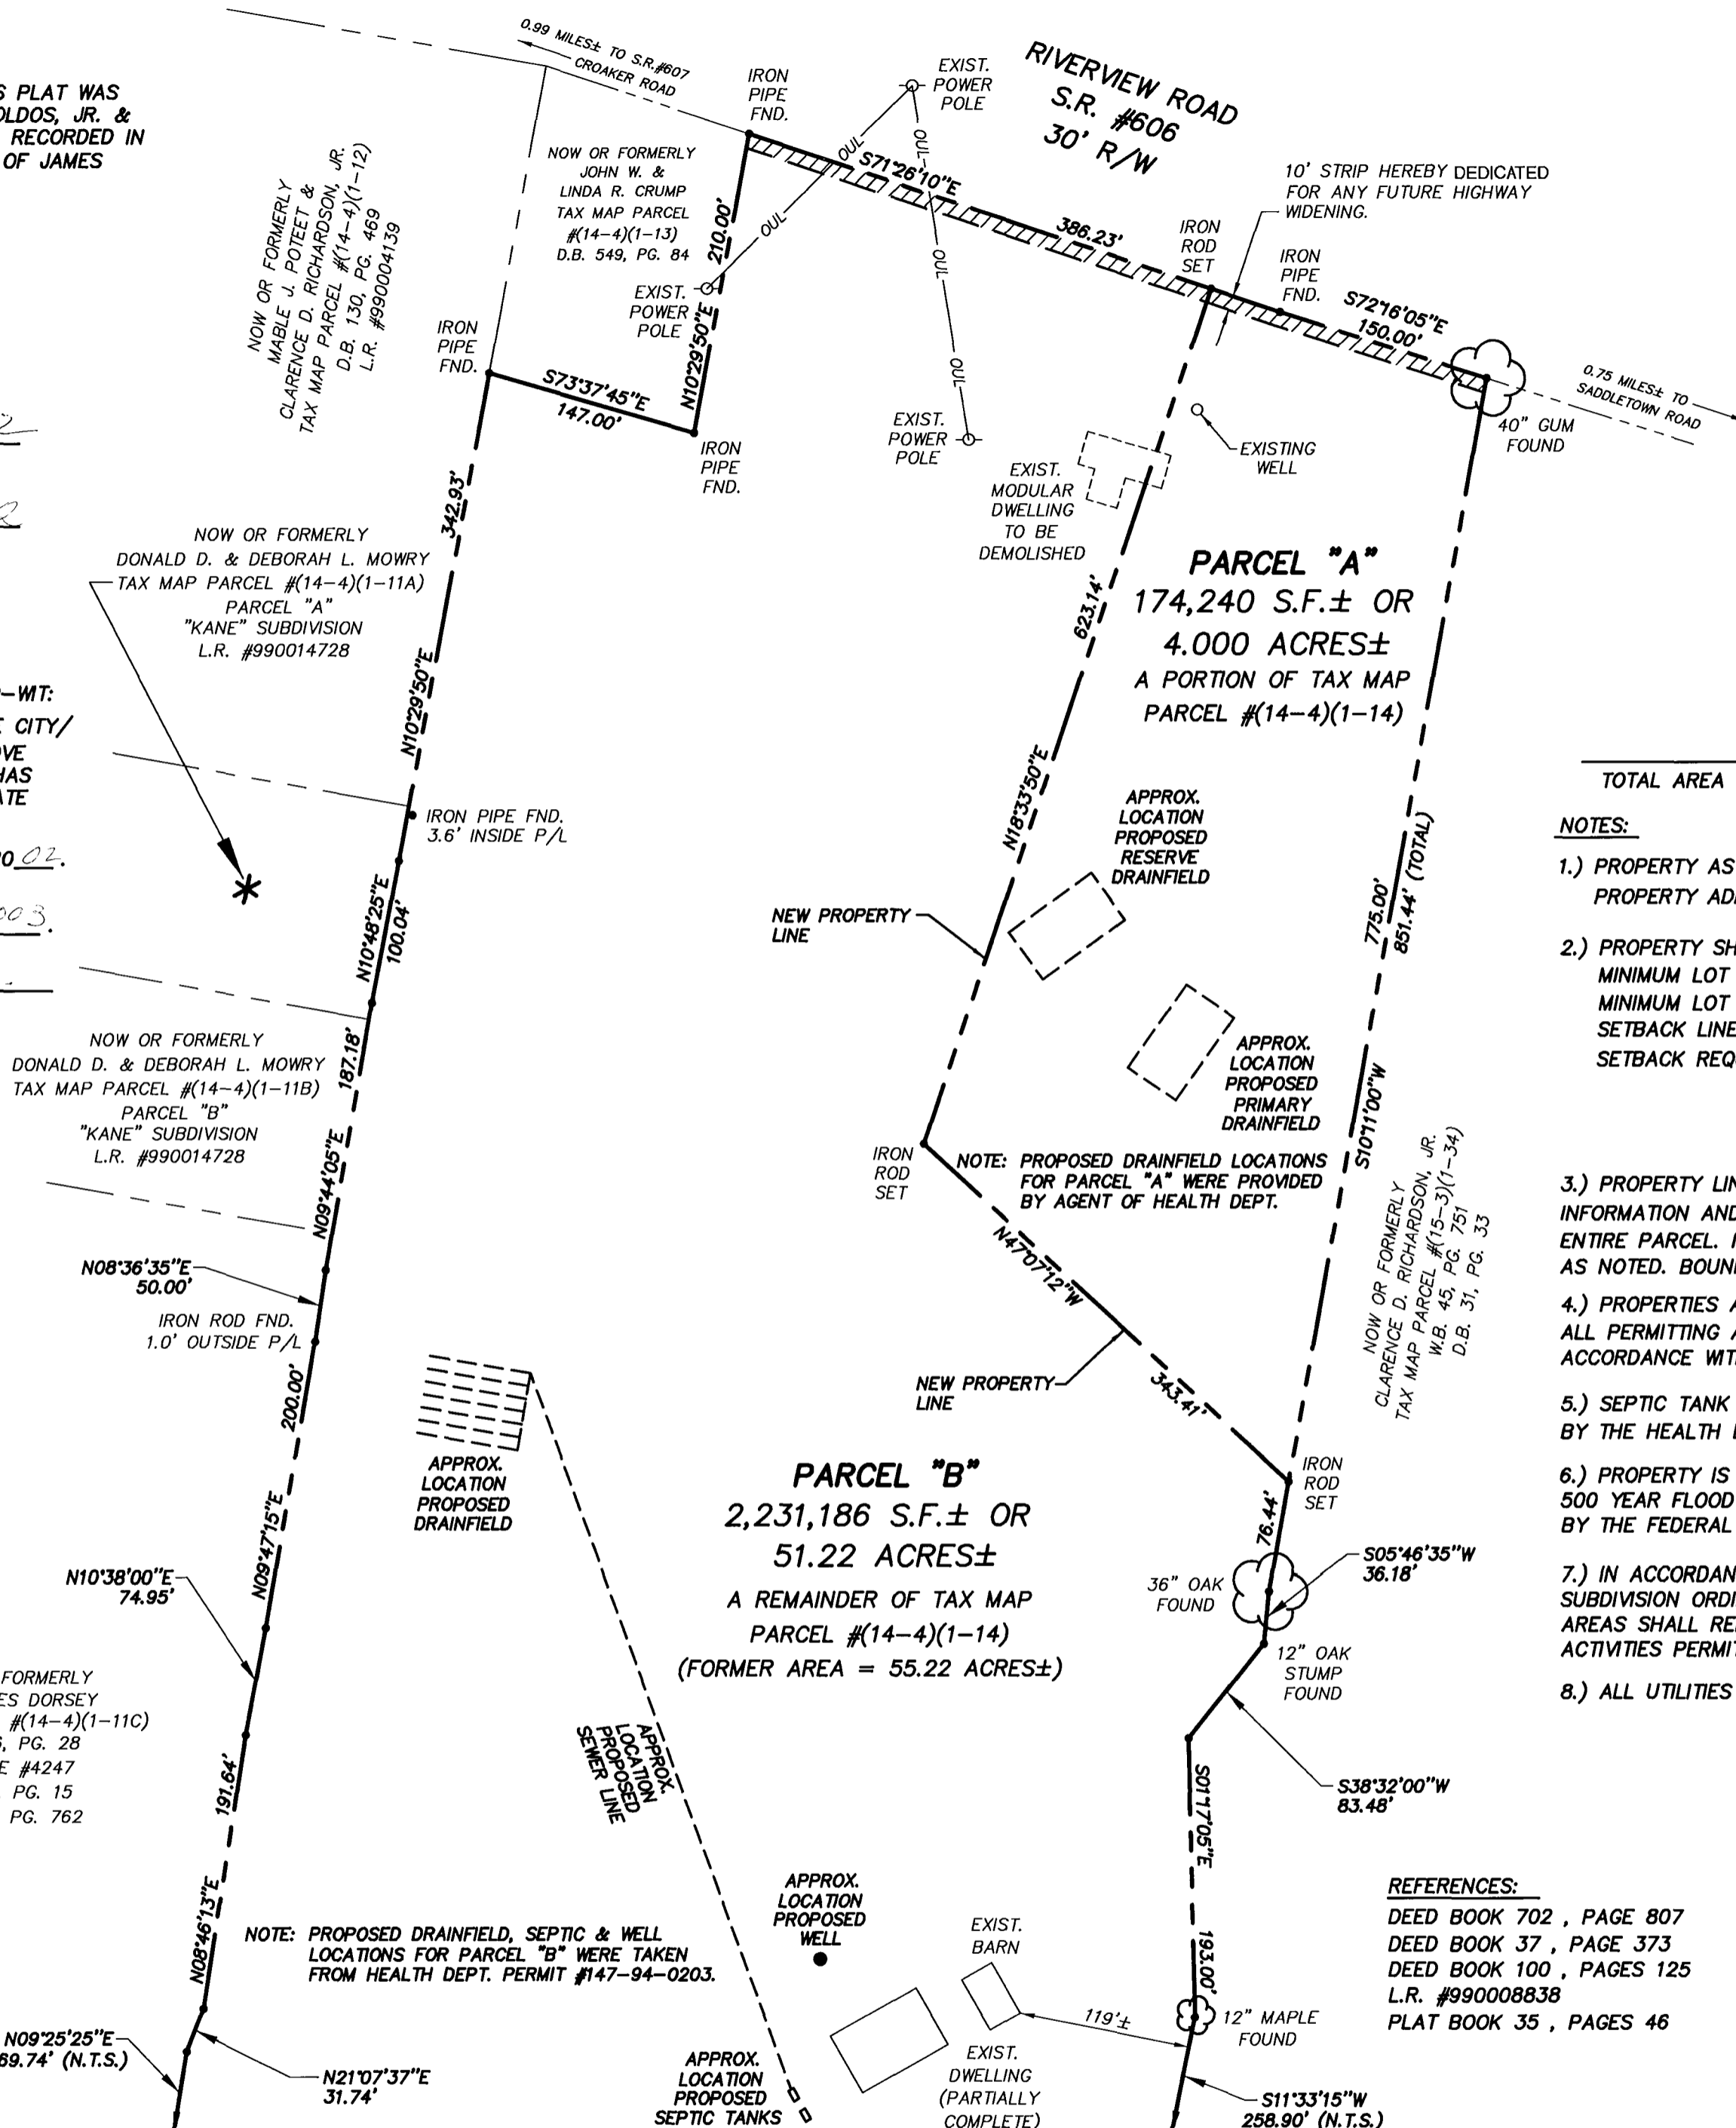 S PLAT WAS
OLDOS, JR. &
RECORDED IN
OF JAMES
0.99 MILES± TO S.R.#607
CROAKER ROAD
IRON
PIPE
FND.
EXIST.
POWER
POLE
RIVERVIEW ROAD
S.R. #606
30' R/W
NOW OR FORMERLY
MABLE J. POTEET &
CLARENCE D. RICHARDSON, JR.
TAX MAP PARCEL #(14-4)(1-12)
D.B. 130, PG. 469
L.R. #990004139
NOW OR FORMERLY
JOHN W. &
LINDA R. CRUMP
TAX MAP PARCEL
#(14-4)(1-13)
D.B. 549, PG. 84
210.00'
N10°29'50"E
OUL
OUL
OUL
OUL
OUL
S71°26'10"E
386.23'
10' STRIP HEREBY DEDICATED
FOR ANY FUTURE HIGHWAY
WIDENING.
IRON
ROD
SET
IRON
PIPE
FND.
S72°16'05"E
150.00'
0.75 MILES± TO
SADDLETOWN ROAD
40" GUM
FOUND
EXIST.
POWER
POLE
IRON
PIPE
FND.
S73°37'45"E
147.00'
IRON
PIPE
FND.
EXIST.
POWER
POLE
EXISTING
WELL
EXIST.
MODULAR
DWELLING
TO BE
DEMOLISHED
342.93'
N10°29'50"E
NOW OR FORMERLY
DONALD D. & DEBORAH L. MOWRY
TAX MAP PARCEL #(14-4)(1-11A)
PARCEL "A"
"KANE" SUBDIVISION
L.R. #990014728
PARCEL "A"
174,240 S.F.± OR
4.000 ACRES±
A PORTION OF TAX MAP
PARCEL #(14-4)(1-14)
623.14'
N18°33'50"E
-WIT:
E CITY/
OVE
HAS
ATE
0 02.
003.
IRON PIPE FND.
3.6' INSIDE P/L
N10°48'25"E
100.04'
APPROX.
LOCATION
PROPOSED
RESERVE
DRAINFIELD
775.00'
851.44' (TOTAL)
S10°11'00"W
NEW PROPERTY
LINE
APPROX.
LOCATION
PROPOSED
PRIMARY
DRAINFIELD
TOTAL AREA
NOTES:
1.) PROPERTY AS
PROPERTY AD
2.) PROPERTY SH
MINIMUM LOT
MINIMUM LOT
SETBACK LINE
SETBACK REQ
3.) PROPERTY LIN
INFORMATION AND
ENTIRE PARCEL.
AS NOTED. BOUN
4.) PROPERTIES A
ALL PERMITTING A
ACCORDANCE WIT
5.) SEPTIC TANK
BY THE HEALTH
6.) PROPERTY IS
500 YEAR FLOOD
BY THE FEDERAL
7.) IN ACCORDAN
SUBDIVISION ORDI
AREAS SHALL RE
ACTIVITIES PERMIT
8.) ALL UTILITIES
NOW OR FORMERLY
DONALD D. & DEBORAH L. MOWRY
TAX MAP PARCEL #(14-4)(1-11B)
PARCEL "B"
"KANE" SUBDIVISION
L.R. #990014728
187.18'
N09°44'05"E
IRON
ROD
SET
NOTE: PROPOSED DRAINFIELD LOCATIONS
FOR PARCEL "A" WERE PROVIDED
BY AGENT OF HEALTH DEPT.
NOW OR FORMERLY
CLARENCE D. RICHARDSON, JR.
TAX MAP PARCEL #(15-3)(1-34)
W.B. 45, PG. 751
D.B. 31, PG. 33
N08°36'35"E
50.00'
IRON ROD FND.
1.0' OUTSIDE P/L
N47°07'12"W
343.41'
NEW PROPERTY
LINE
200.00'
N09°47'15"E
APPROX.
LOCATION
PROPOSED
DRAINFIELD
PARCEL "B"
2,231,186 S.F.± OR
51.22 ACRES±
A REMAINDER OF TAX MAP
PARCEL #(14-4)(1-14)
(FORMER AREA = 55.22 ACRES±)
IRON
ROD
SET
76.44'
S05°46'35"W
36.18'
36" OAK
FOUND
12" OAK
STUMP
FOUND
N10°38'00"E
74.95'
FORMERLY
ES DORSEY
#(14-4)(1-11C)
, PG. 28
E #4247
PG. 15
PG. 762
191.64'
N08°46'13"E
APPROX.
LOCATION
PROPOSED
SEWER LINE
S38°32'00"W
83.48'
S01°17'05"E
193.00'
NOTE: PROPOSED DRAINFIELD, SEPTIC & WELL
LOCATIONS FOR PARCEL "B" WERE TAKEN
FROM HEALTH DEPT. PERMIT #147-94-0203.
APPROX.
LOCATION
PROPOSED
WELL
EXIST.
BARN
REFERENCES:
DEED BOOK 702 , PAGE 807
DEED BOOK 37 , PAGE 373
DEED BOOK 100 , PAGES 125
L.R. #990008838
PLAT BOOK 35 , PAGES 46
119'±
12" MAPLE
FOUND
N09°25'25"E
69.74' (N.T.S.)
N21°07'37"E
31.74'
APPROX.
LOCATION
PROPOSED
SEPTIC TANKS
EXIST.
DWELLING
(PARTIALLY
COMPLETE)
S11°33'15"W
258.90' (N.T.S.)